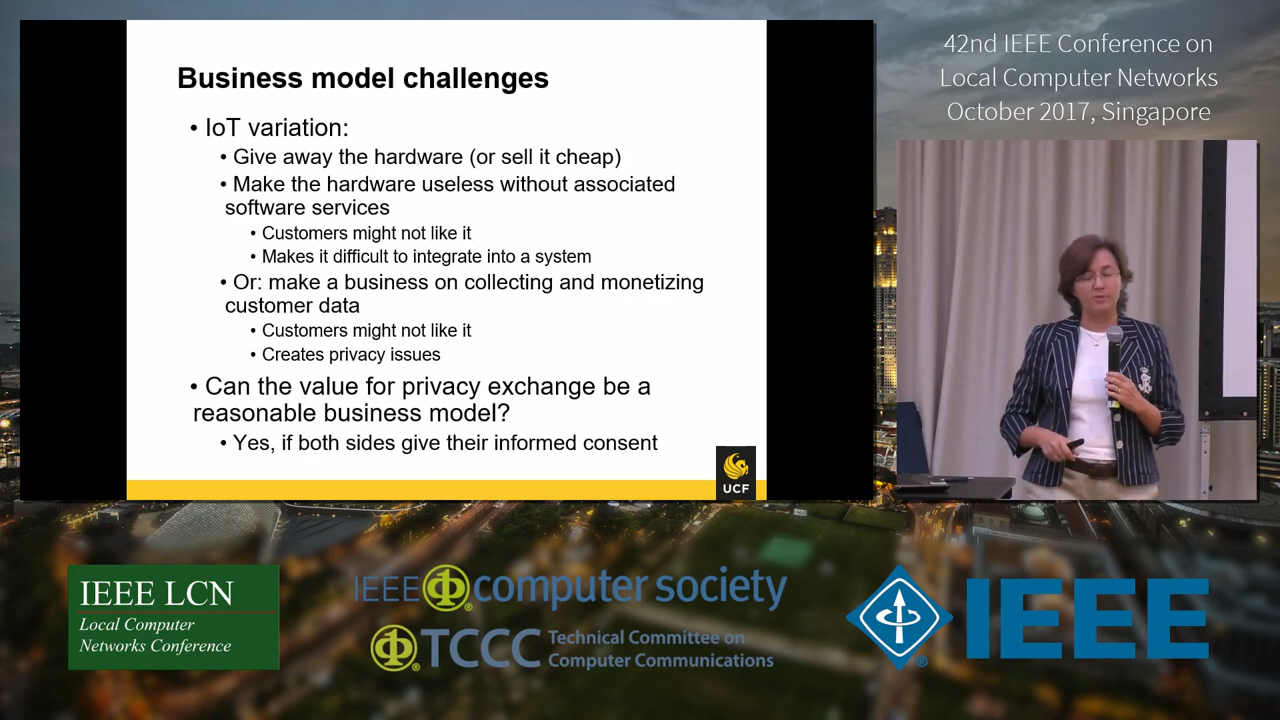 Business model challenges
• IoT variation:
• Give away the hardware (or sell it cheap)
• Make the hardware useless without associated
software services
• Customers might not like it
• Makes it difficult to integrate into a system
• Or: make a business on collecting and monetizing
customer data
• Customers might not like it
• Creates privacy issues
• Can the value for privacy exchange be a
reasonable business model?
• Yes, if both sides give their informed consent
UCF
42nd IEEE Conference on
Local Computer Networks
October 2017, Singapore
IEEE LCN
Local Computer
Networks Conference
IEEE computer society
TCCC Technical Committee on
Computer Communications
IEEE